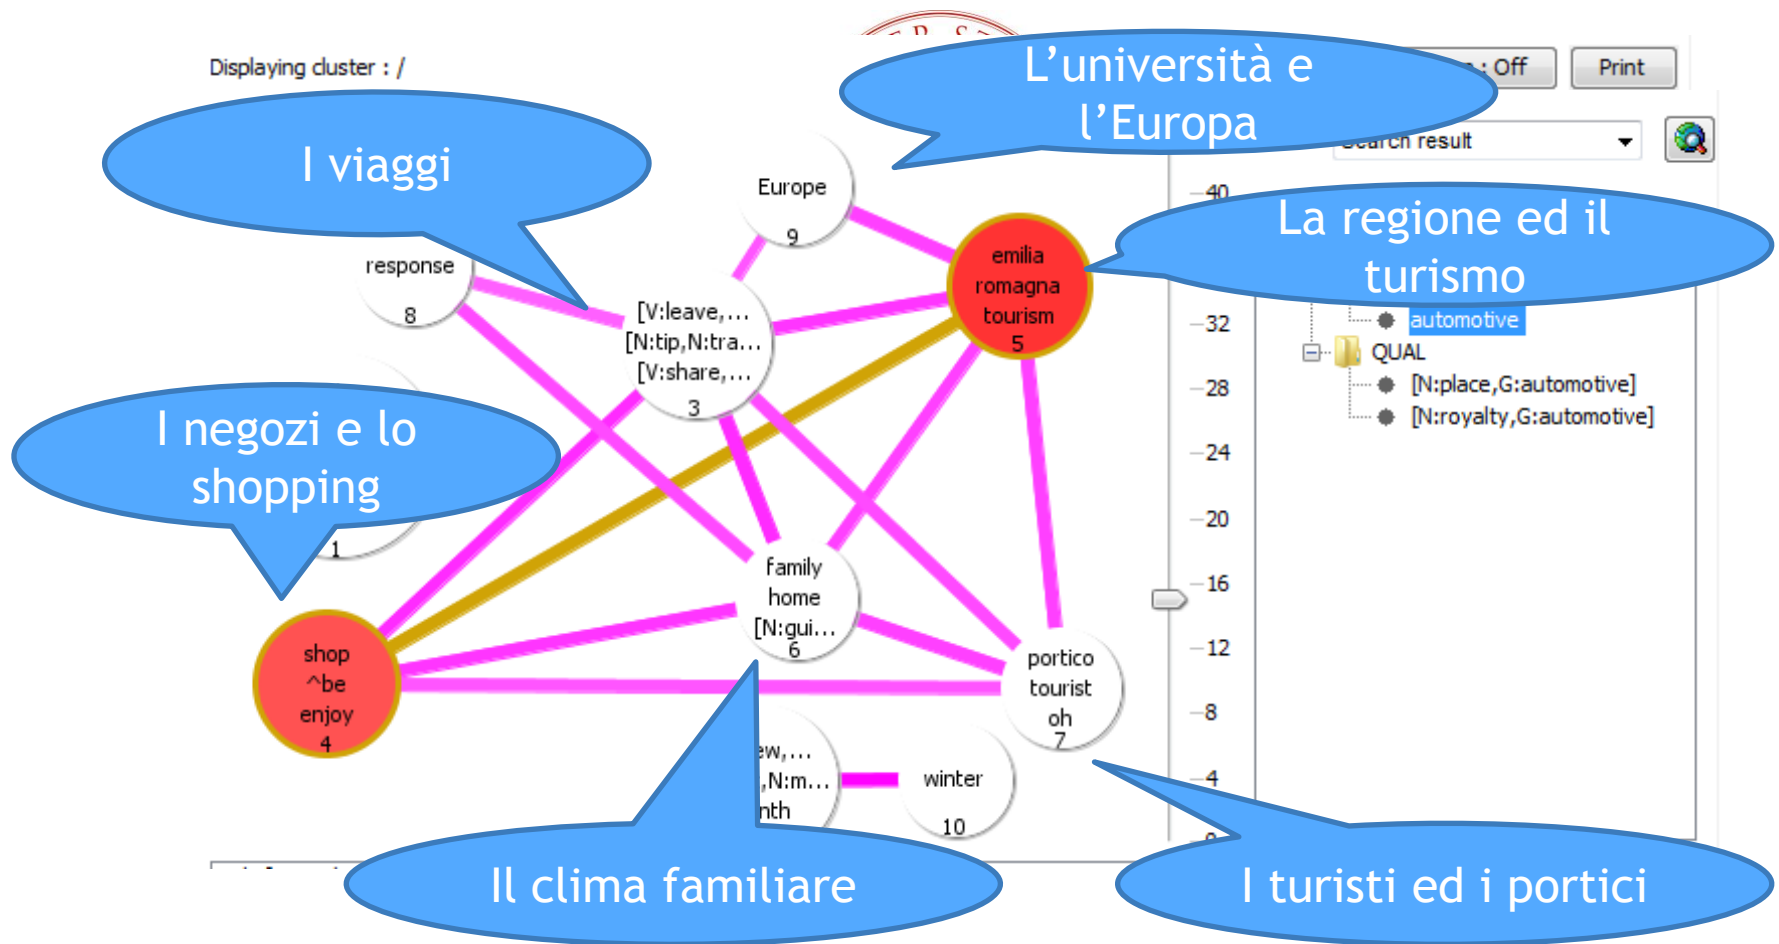 Displaying cluster : /
: Off
Print
L'università e
l'Europa
I viaggi
Search result
Europe
9
40
La regione ed il
turismo
emilia
romagna
tourism
5
response
8
[V:leave,...
[N:tip,N:tra...
[V:share,...
3
32
automotive
QUAL
28
[N:place,G:automotive]
[N:royalty,G:automotive]
I negozi e lo
shopping
24
20
1
family
home
[N:gui...
6
16
12
shop
^be
enjoy
4
portico
tourist
oh
7
8
,N:m...
winter
10
4
Il clima familiare
I turisti ed i portici